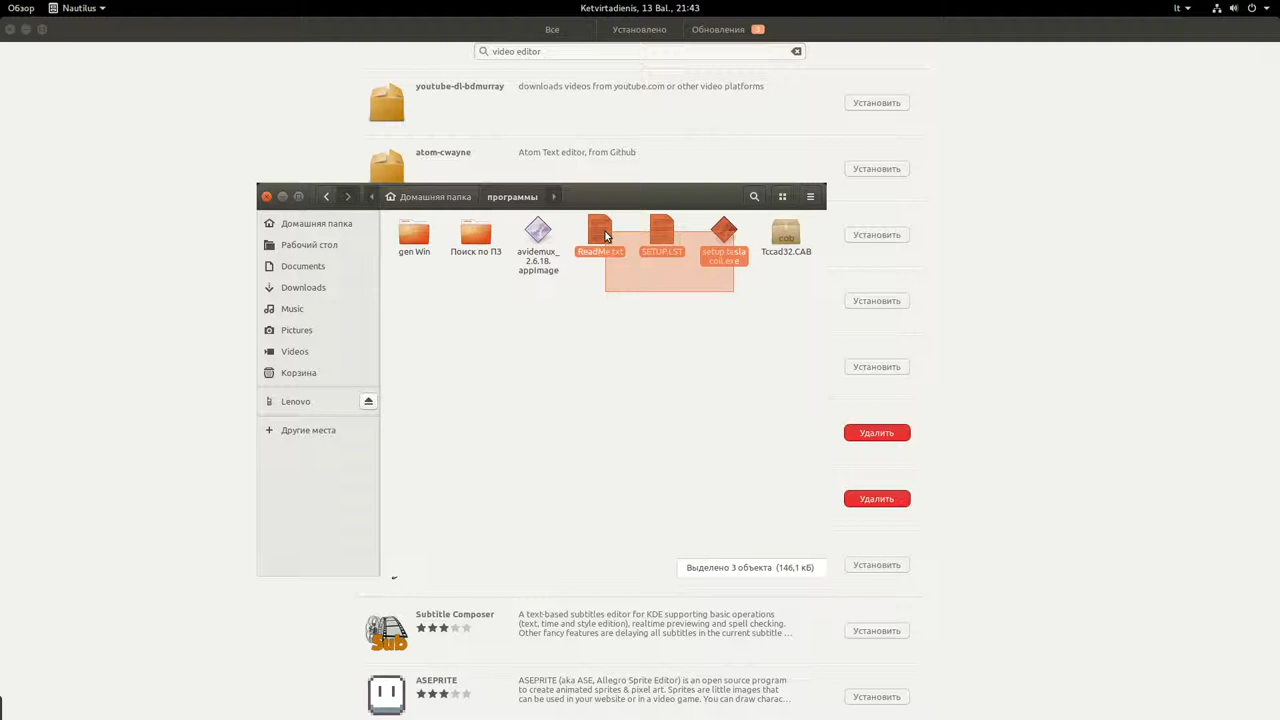 Обзор
Nautilus
Ketvirtadienis, 13 Bal., 21:43
lt
Все
Установлено
Обновления
video editor
youtube-dl-bdmurray
downloads videos from youtube.com or other video platforms
Установить
atom-cwayne
Atom Text editor, from Github
Установить
Домашняя папка
программы
Домашняя папка
Рабочий стол
Documents
Downloads
Music
Pictures
Videos
Корзина
Lenovo
Другие места
gen Win
Поиск по ПЗ
avidemux_
2.6.18.
appImage
ReadMe.txt
SETUP.LST
setup tesla
coil.exe
Tccad32.CAB
cab
Выделено 3 объекта (146,1 кБ)
Установить
Установить
Установить
Удалить
Удалить
Установить
Subtitle Composer
A text-based subtitles editor for KDE supporting basic operations
(text, time and style edition), realtime previewing and spell checking.
Other fancy features are delaying all subtitles in the current subtitle …
Sub
Установить
ASEPRITE
ASEPRITE (aka ASE, Allegro Sprite Editor) is an open source program
to create animated sprites & pixel art. Sprites are little images that
can be used in your website or in a video game. You can draw charac…
Установить